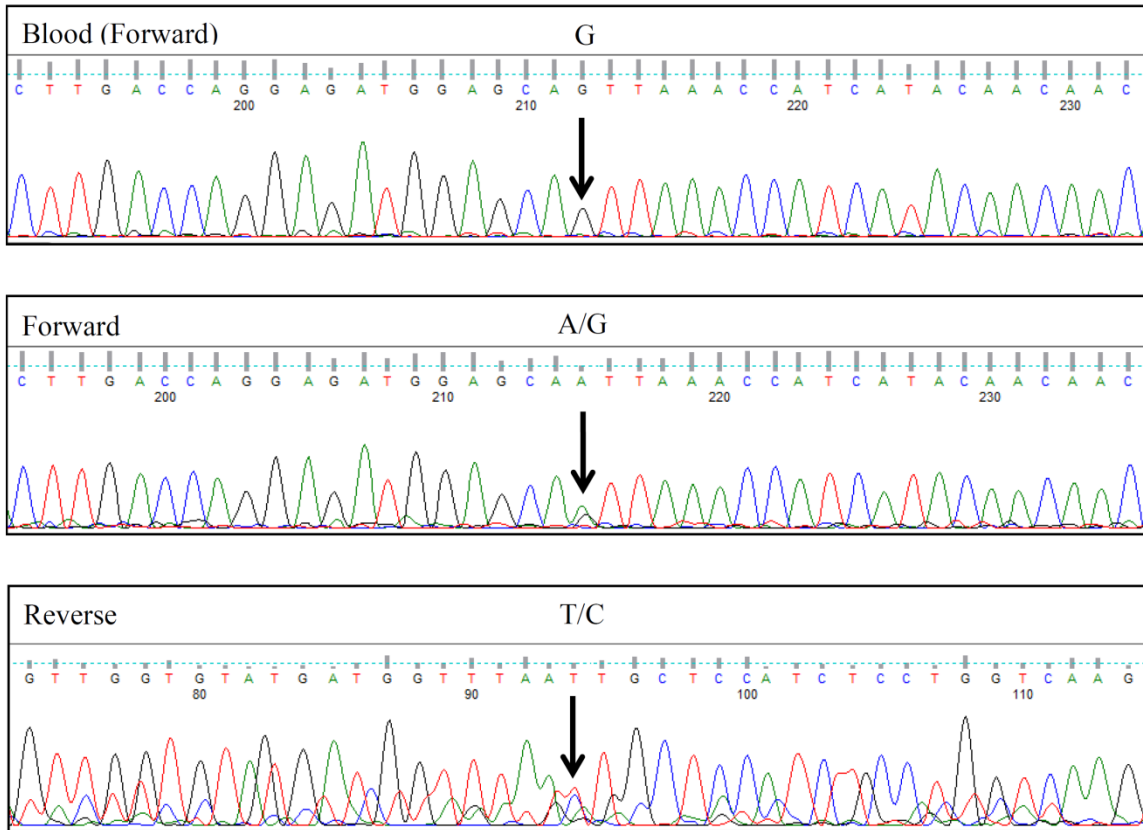 Blood (Forward) G
C T T G A C C A G G A G A T G G A G C A G T T A A A C C A T C A T A C A A C A A C
200 210 220 230
Forward A/G
C T T G A C C A G G A G A T G G A G C A A T T A A A C C A T C A T A C A A C A A C
200 210 220 230
Reverse T/C
G T T G G T G T A T G A T G G T T T A A T T G C T C C A T C T C C T G G T C A A G
80 90 100 110